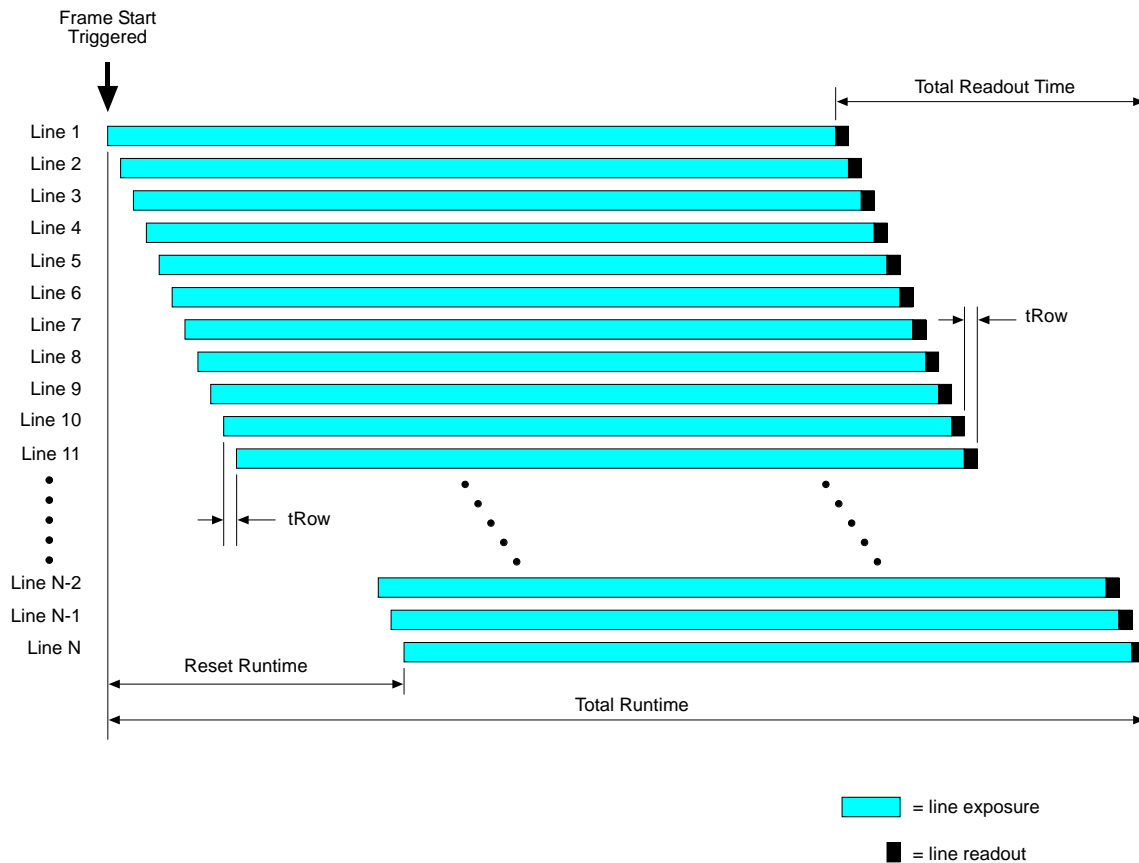 Frame Start
Triggered
Total Readout Time
Line 1
Line 2
Line 3
Line 4
Line 5
Line 6
Line 7
tRow
Line 8
Line 9
Line 10
Line 11
tRow
Line N-2
Line N-1
Line N
Reset Runtime
Total Runtime
= line exposure
= line readout